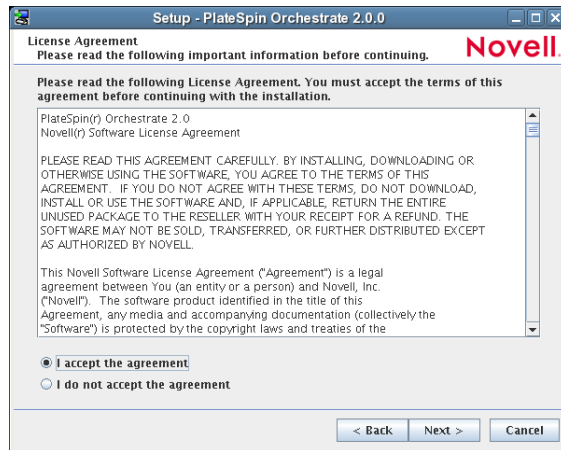 Setup - PlateSpin Orchestrate 2.0.0
License Agreement
Please read the following important information before continuing.
Novell.
Please read the following License Agreement. You must accept the terms of this
agreement before continuing with the installation.
PlateSpin(r) Orchestrate 2.0
Novell(r) Software License Agreement
PLEASE READ THIS AGREEMENT CAREFULLY. BY INSTALLING, DOWNLOADING OR
OTHERWISE USING THE SOFTWARE, YOU AGREE TO THE TERMS OF THIS
AGREEMENT. IF YOU DO NOT AGREE WITH THESE TERMS, DO NOT DOWNLOAD,
INSTALL OR USE THE SOFTWARE AND, IF APPLICABLE, RETURN THE ENTIRE
UNUSED PACKAGE TO THE RESELLER WITH YOUR RECEIPT FOR A REFUND. THE
SOFTWARE MAY NOT BE SOLD, TRANSFERRED, OR FURTHER DISTRIBUTED EXCEPT
AS AUTHORIZED BY NOVELL.
This Novell Software License Agreement ("Agreement") is a legal
agreement between You (an entity or a person) and Novell, Inc.
("Novell"). The software product identified in the title of this
Agreement, any media and accompanying documentation (collectively the
"Software") is protected by the copyright laws and treaties of the
I accept the agreement
I do not accept the agreement
< Back
Next >
Cancel